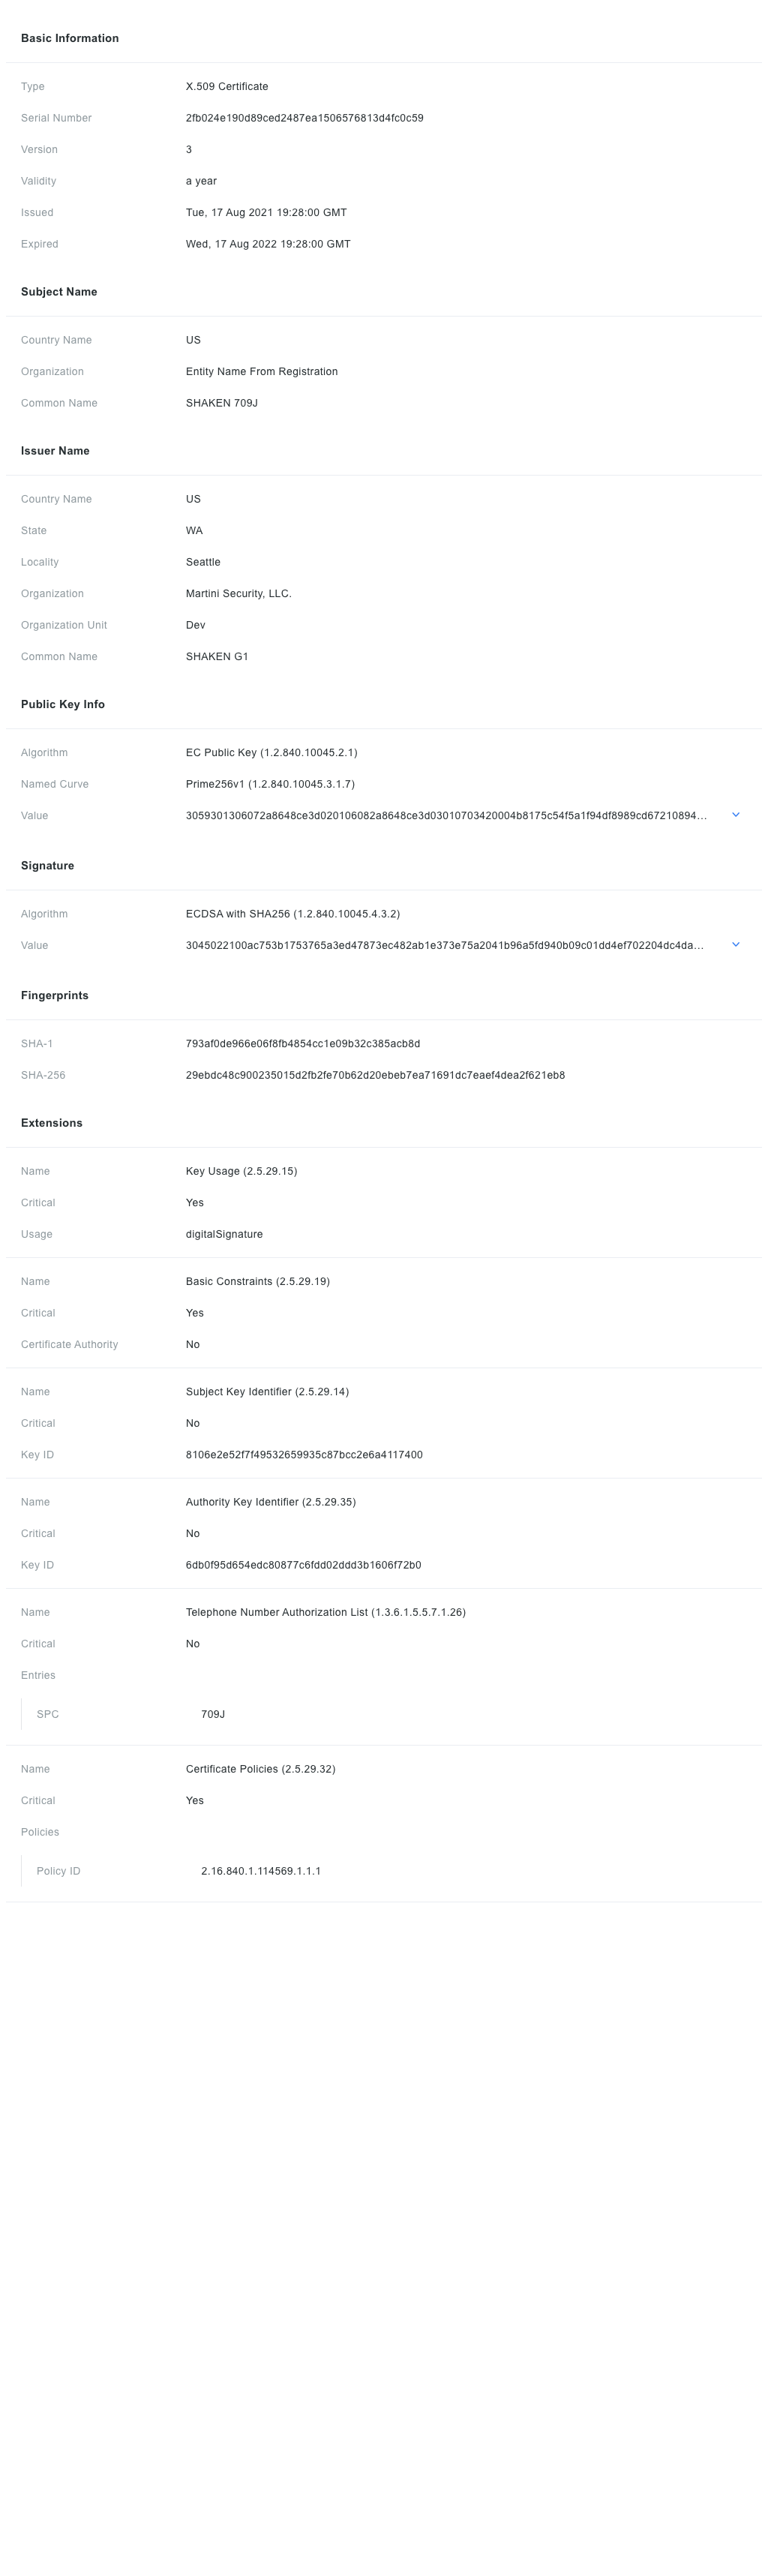 Basic Information
Type X.509 Certificate
Serial Number 2fb024e190d89ced2487ea1506576813d4fc0c59
Version 3
Validity a year
Issued Tue, 17 Aug 2021 19:28:00 GMT
Expired Wed, 17 Aug 2022 19:28:00 GMT
Subject Name
Country Name US
Organization Entity Name From Registration
Common Name SHAKEN 709J
Issuer Name
Country Name US
State WA
Locality Seattle
Organization Martini Security, LLC.
Organization Unit Dev
Common Name SHAKEN G1
Public Key Info
Algorithm EC Public Key (1.2.840.10045.2.1)
Named Curve Prime256v1 (1.2.840.10045.3.1.7)
Value 3059301306072a8648ce3d020106082a8648ce3d03010703420004b8175c54f5a1f94df8989cd67210894...
Signature
Algorithm ECDSA with SHA256 (1.2.840.10045.4.3.2)
Value 3045022100ac753b1753765a3ed47873ec482ab1e373e75a2041b96a5fd940b09c01dd4ef702204dc4da...
Fingerprints
SHA-1 793af0de966e06f8fb4854cc1e09b32c385acb8d
SHA-256 29ebdc48c900235015d2fb2fe70b62d20ebeb7ea71691dc7eaef4dea2f621eb8
Extensions
Name Key Usage (2.5.29.15)
Critical Yes
Usage digitalSignature
Name Basic Constraints (2.5.29.19)
Critical Yes
Certificate Authority No
Name Subject Key Identifier (2.5.29.14)
Critical No
Key ID 8106e2e52f7f49532659935c87bcc2e6a4117400
Name Authority Key Identifier (2.5.29.35)
Critical No
Key ID 6db0f95d654edc80877c6fdd02ddd3b1606f72b0
Name Telephone Number Authorization List (1.3.6.1.5.5.7.1.26)
Critical No
Entries
SPC 709J
Name Certificate Policies (2.5.29.32)
Critical Yes
Policies
Policy ID 2.16.840.1.114569.1.1.1